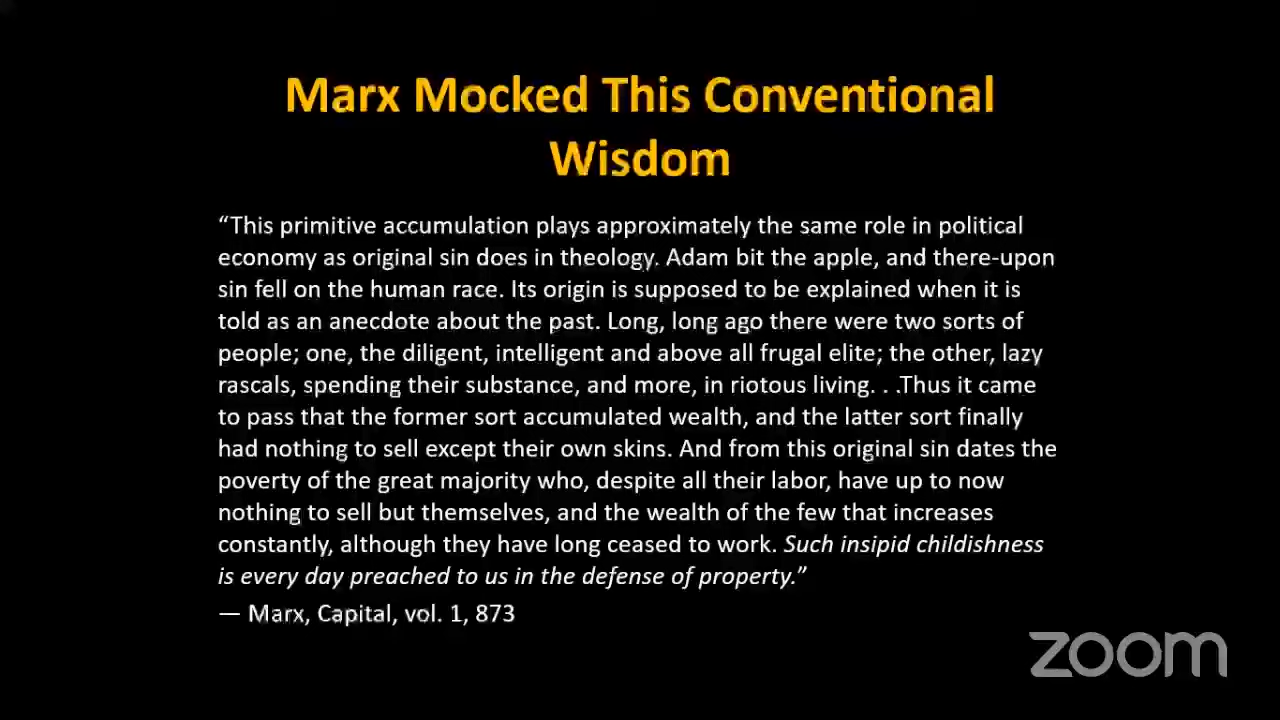 Marx Mocked This Conventional
Wisdom
“This primitive accumulation plays approximately the same role in political
economy as original sin does in theology. Adam bit the apple, and there-upon
sin fell on the human race. Its origin is supposed to be explained when it is
told as an anecdote about the past. Long, long ago there were two sorts of
people; one, the diligent, intelligent and above all frugal elite; the other, lazy
rascals, spending their substance, and more, in riotous living. . .Thus it came
to pass that the former sort accumulated wealth, and the latter sort finally
had nothing to sell except their own skins. And from this original sin dates the
poverty of the great majority who, despite all their labor, have up to now
nothing to sell but themselves, and the wealth of the few that increases
constantly, although they have long ceased to work. Such insipid childishness
is every day preached to us in the defense of property.”
— Marx, Capital, vol. 1, 873
zoom